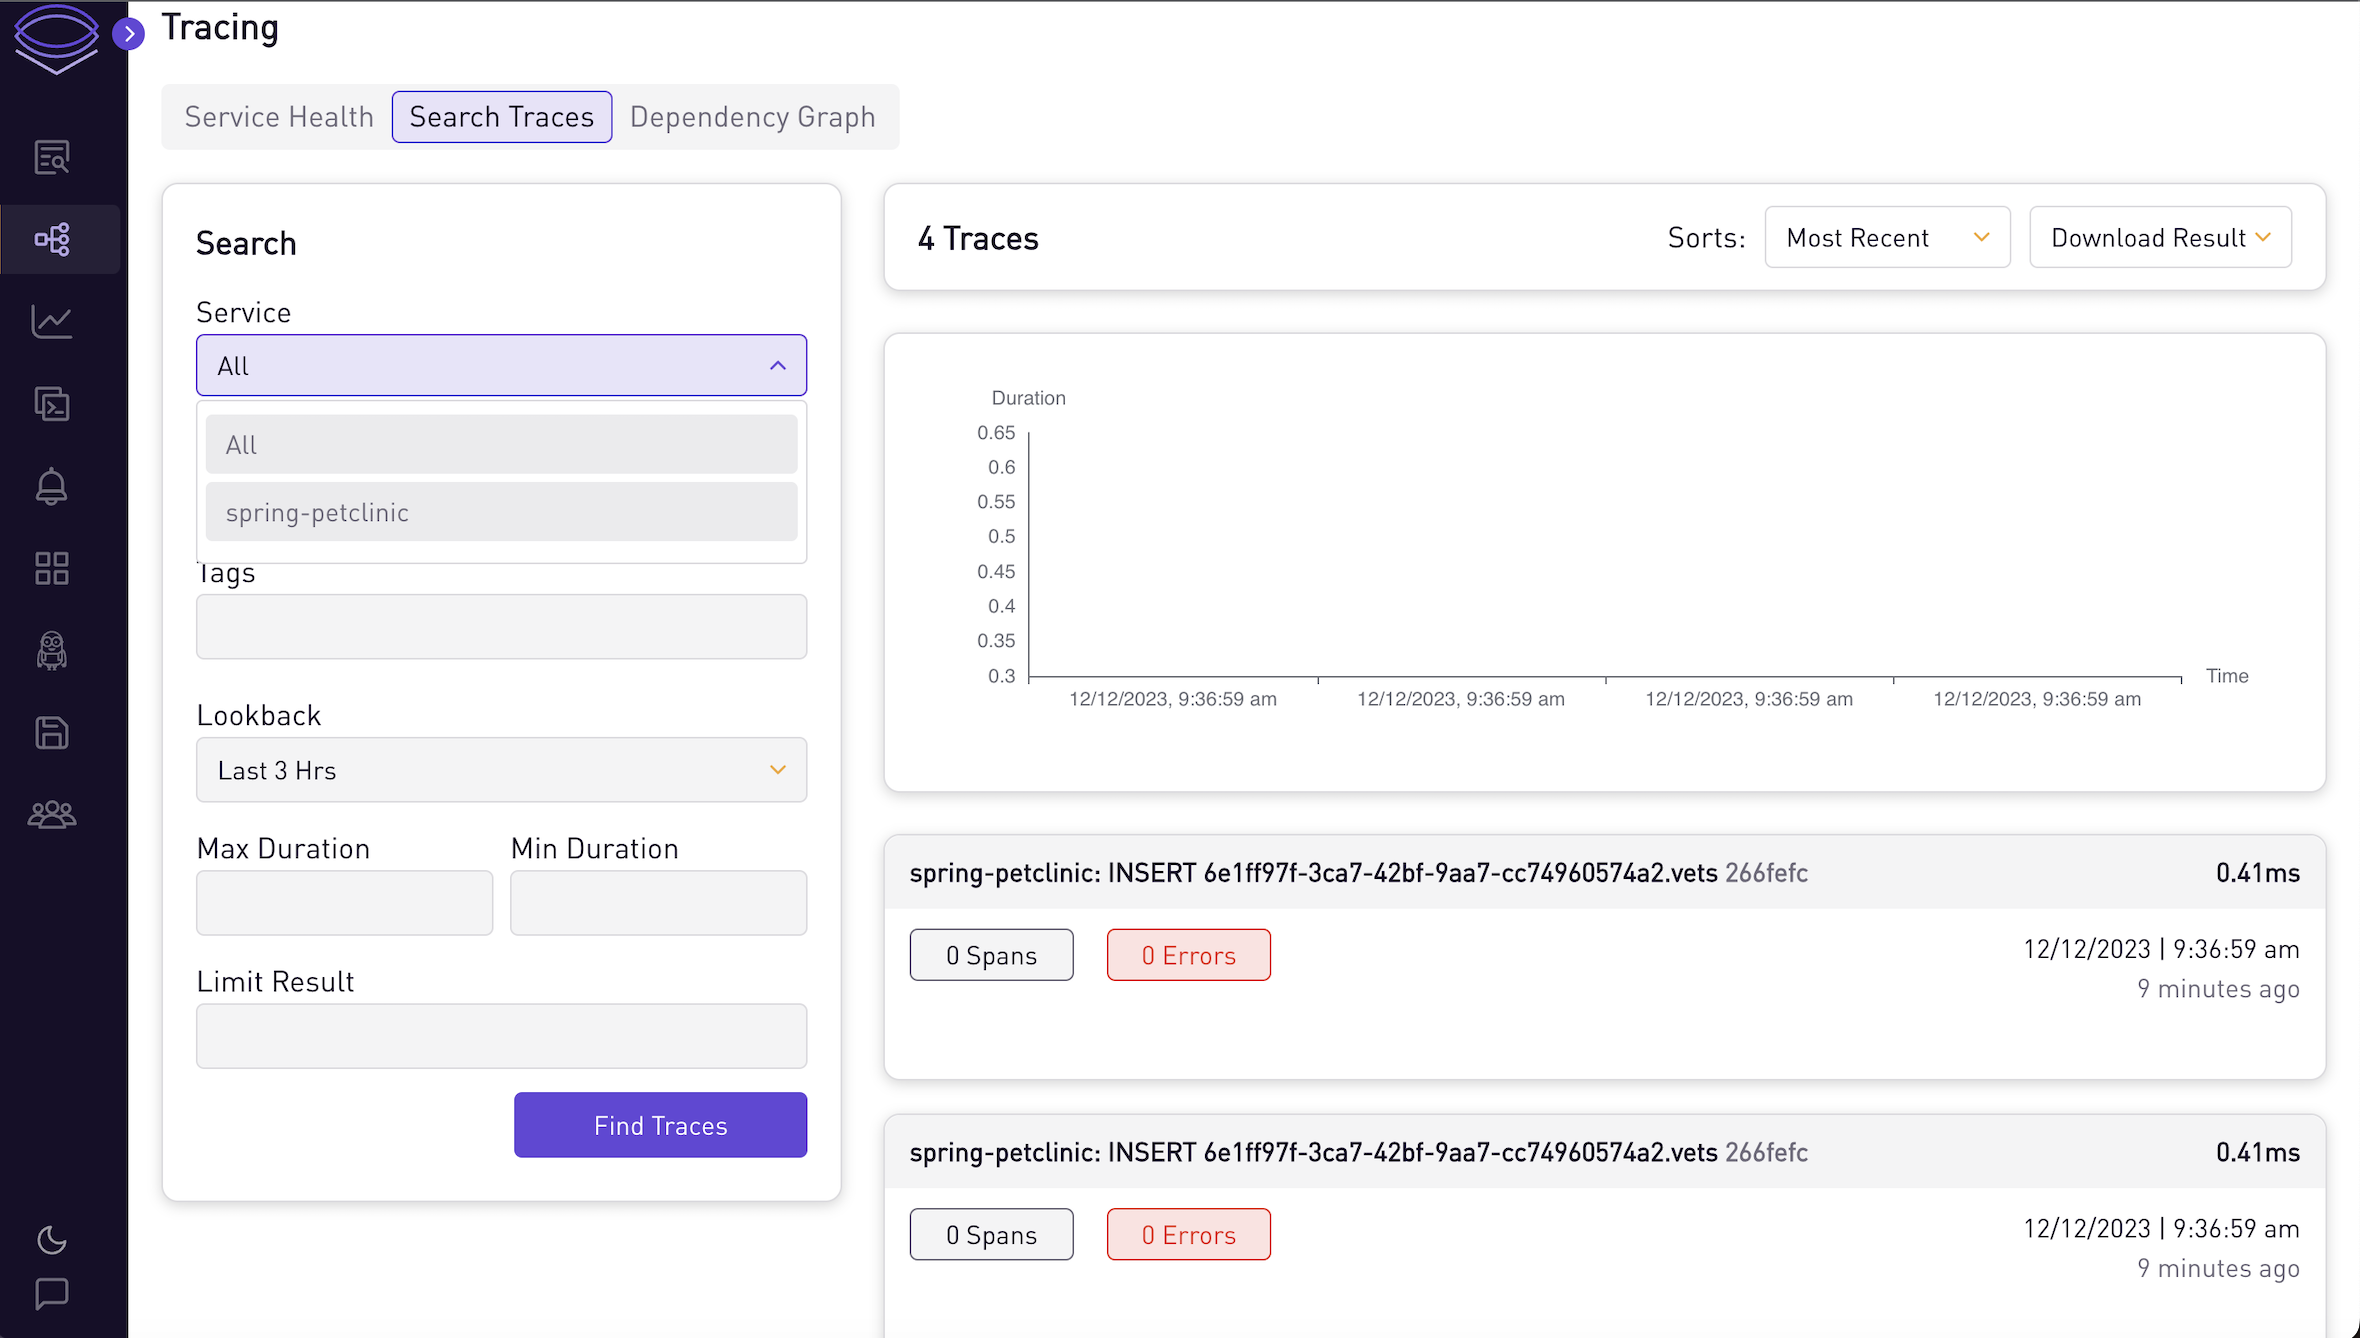 Tracing
Service Health Search Traces Dependency Graph
Search
Service
All
All
spring-petclinic
Tags
Lookback
Last 3 Hrs
Max Duration Min Duration
Limit Result
Find Traces
4 Traces
Sorts: Most Recent Download Result
Duration
0.65
0.6
0.55
0.5
0.45
0.4
0.35
0.3
Time
12/12/2023, 9:36:59 am 12/12/2023, 9:36:59 am 12/12/2023, 9:36:59 am 12/12/2023, 9:36:59 am
spring-petclinic: INSERT 6e1ff97f-3ca7-42bf-9aa7-cc74960574a2.vets 266fefc 0.41ms
0 Spans 0 Errors
12/12/2023 | 9:36:59 am
9 minutes ago
spring-petclinic: INSERT 6e1ff97f-3ca7-42bf-9aa7-cc74960574a2.vets 266fefc 0.41ms
0 Spans 0 Errors
12/12/2023 | 9:36:59 am
9 minutes ago